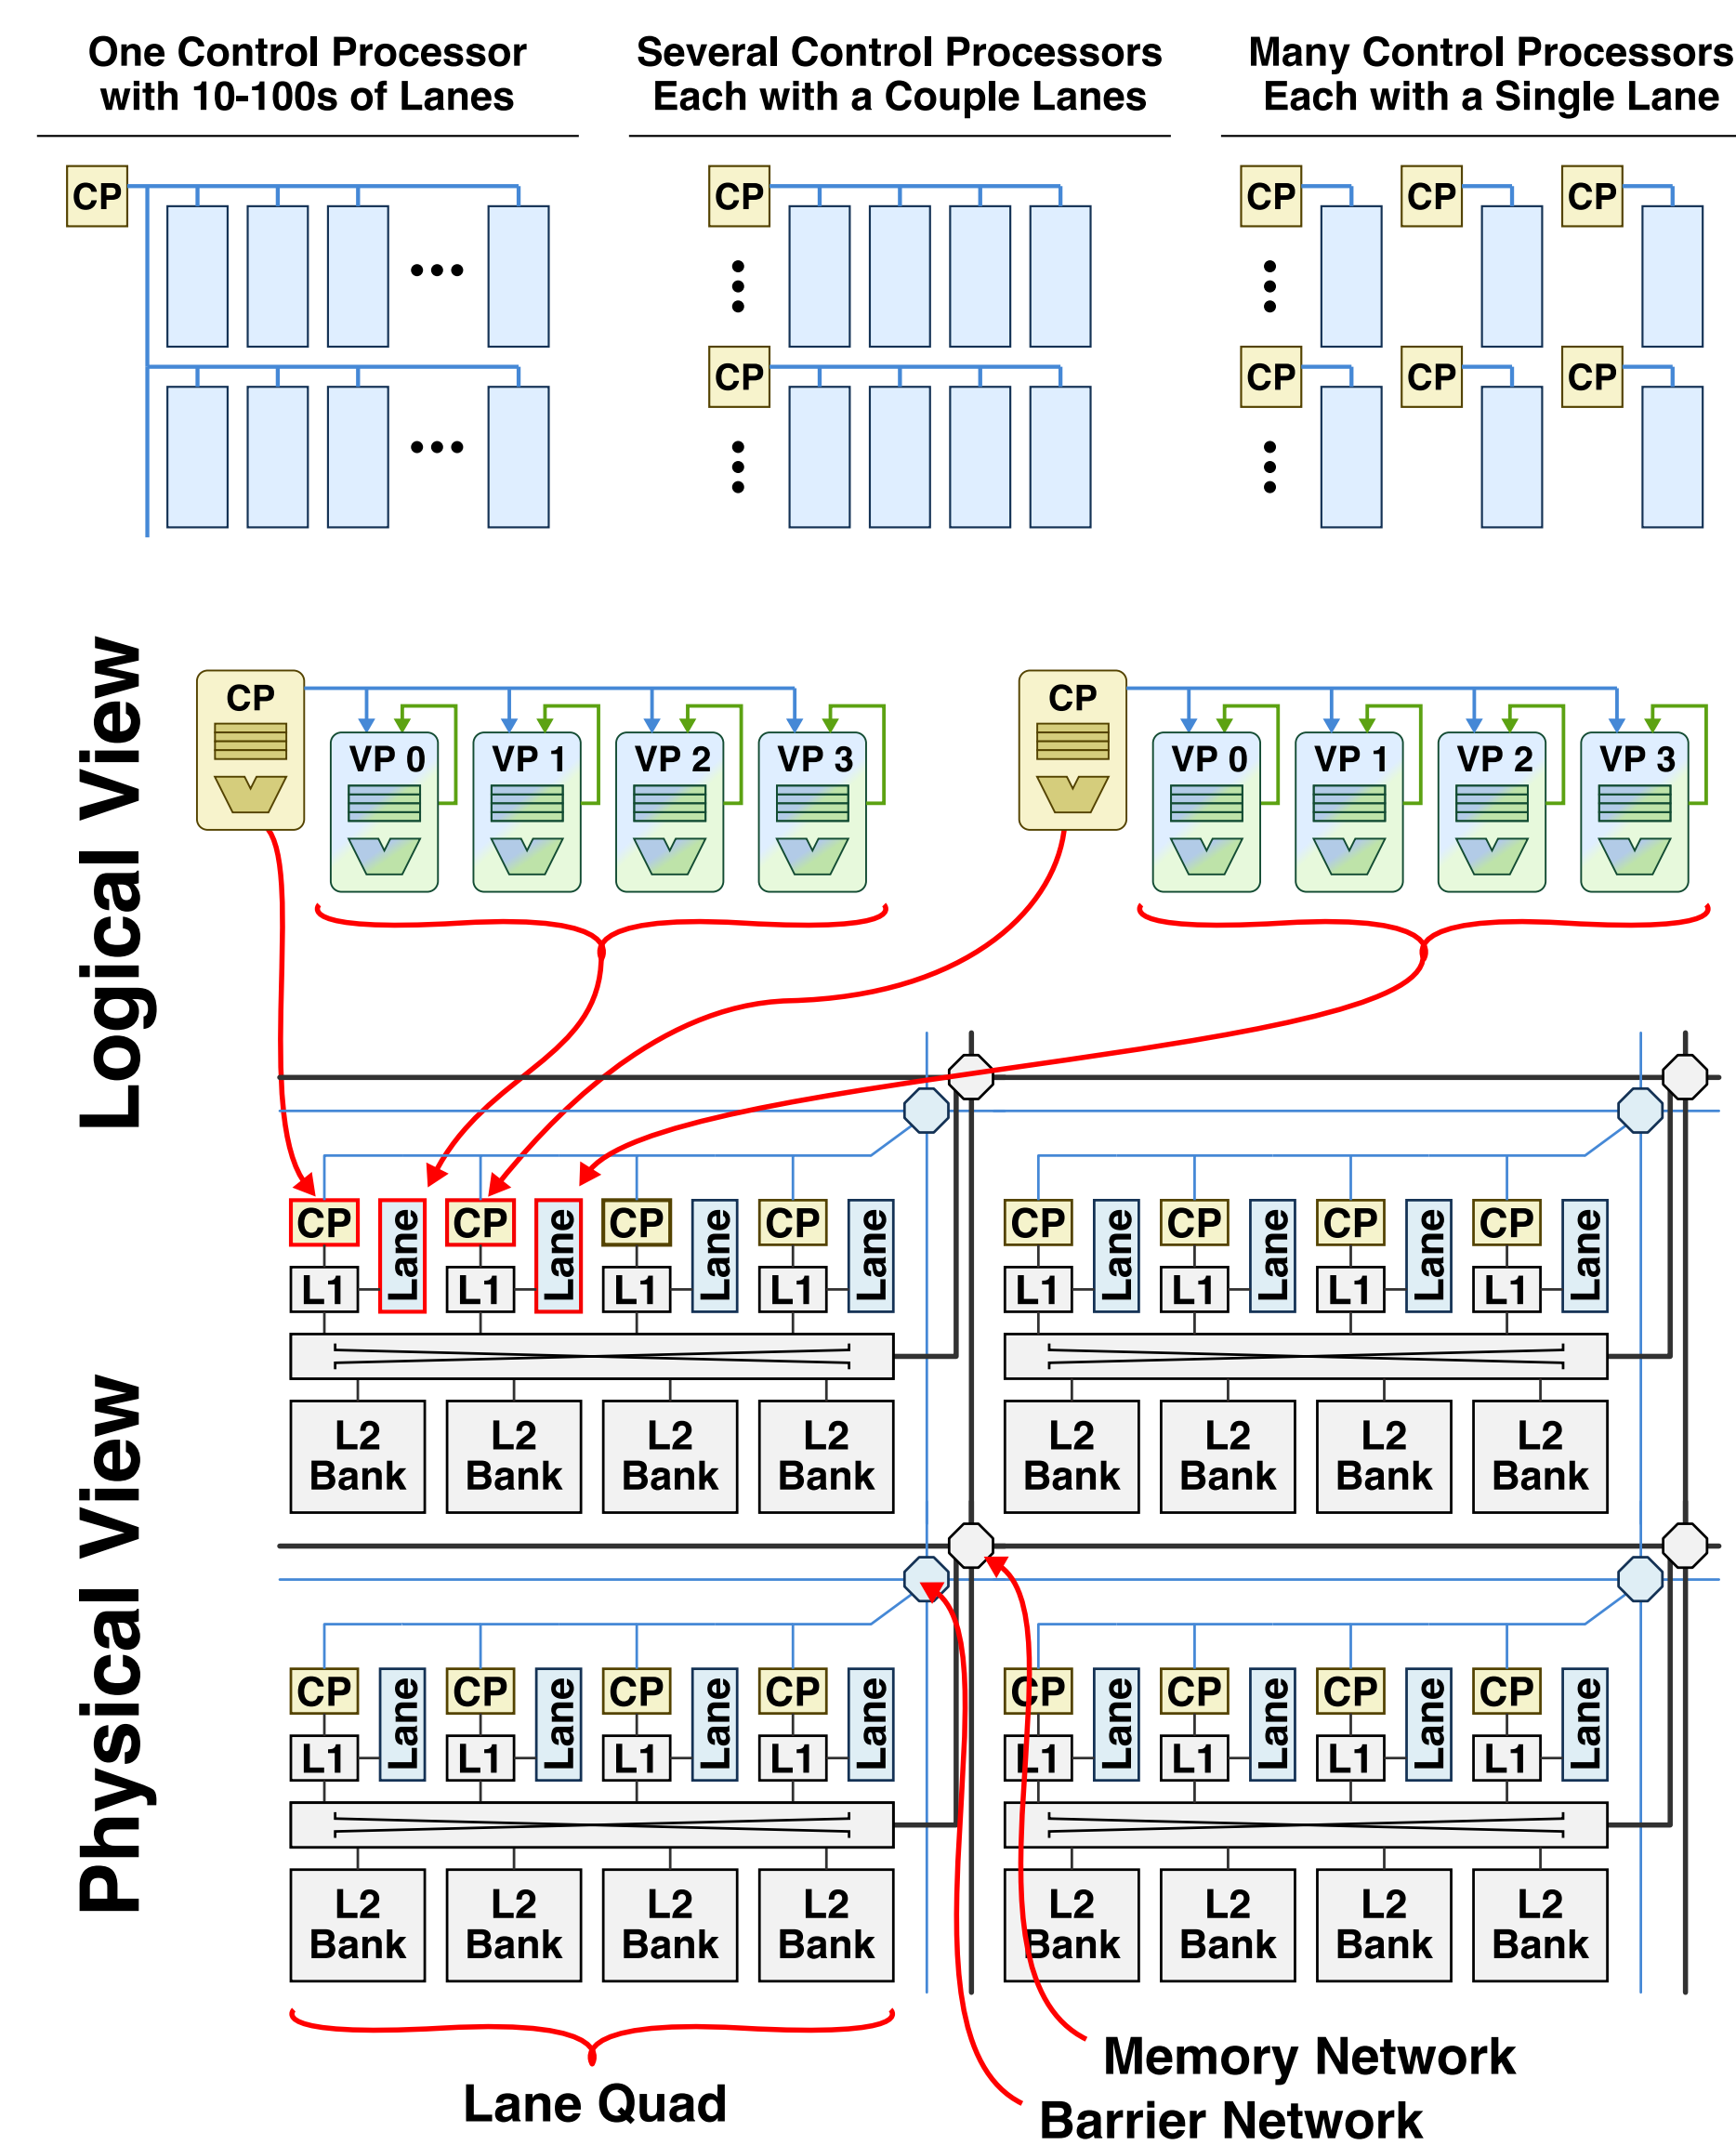 One Control Processor
with 10-100s of Lanes
Several Control Processors
Each with a Couple Lanes
Many Control Processors
Each with a Single Lane
CP
CP
CP
CP
CP
CP
CP
CP
CP
Logical View
CP
VP 0
VP 1
VP 2
VP 3
CP
VP 0
VP 1
VP 2
VP 3
Physical View
CP
Lane
CP
Lane
CP
Lane
CP
Lane
L1
L1
L1
L1
L2
Bank
L2
Bank
L2
Bank
L2
Bank
CP
Lane
CP
Lane
CP
Lane
CP
Lane
L1
L1
L1
L1
L2
Bank
L2
Bank
L2
Bank
L2
Bank
CP
Lane
CP
Lane
CP
Lane
CP
Lane
L1
L1
L1
L1
L2
Bank
L2
Bank
L2
Bank
L2
Bank
CP
Lane
CP
Lane
CP
Lane
CP
Lane
L1
L1
L1
L1
L2
Bank
L2
Bank
L2
Bank
L2
Bank
Lane Quad
Memory Network
Barrier Network